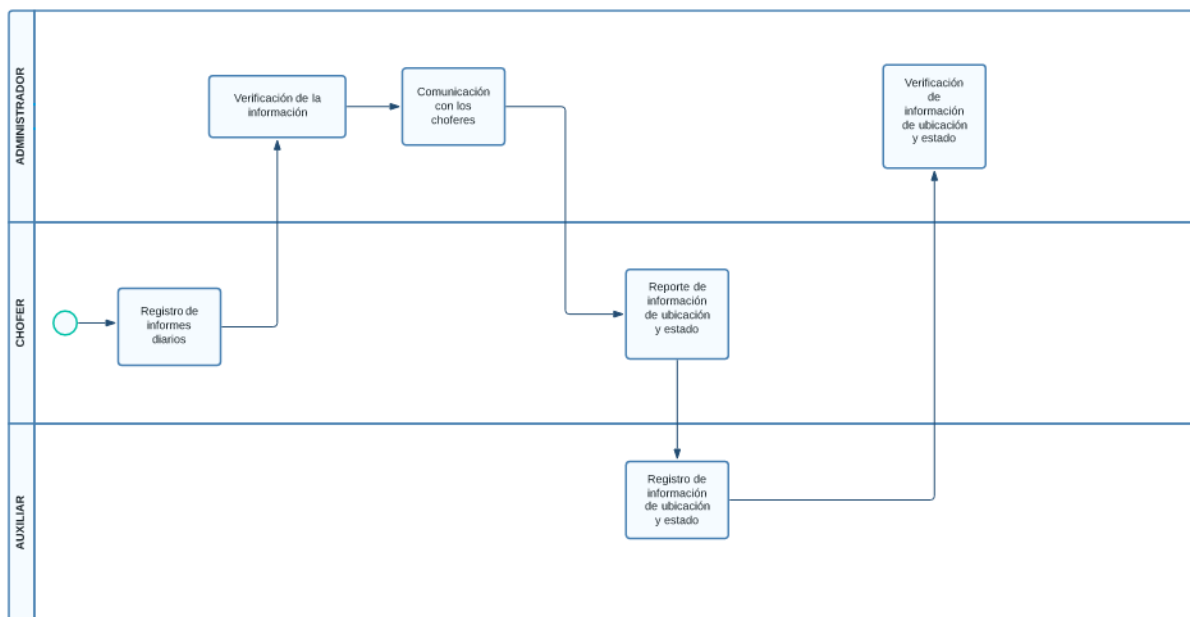 ADMINISTRADOR
Verificación de la
información
Comunicación
con los
choferes
Verificación
de
información
de ubicación
y estado
CHOFER
Registro de
informes
diarios
Reporte de
información
de ubicación
y estado
AUXILIAR
Registro de
información
de ubicación
y estado